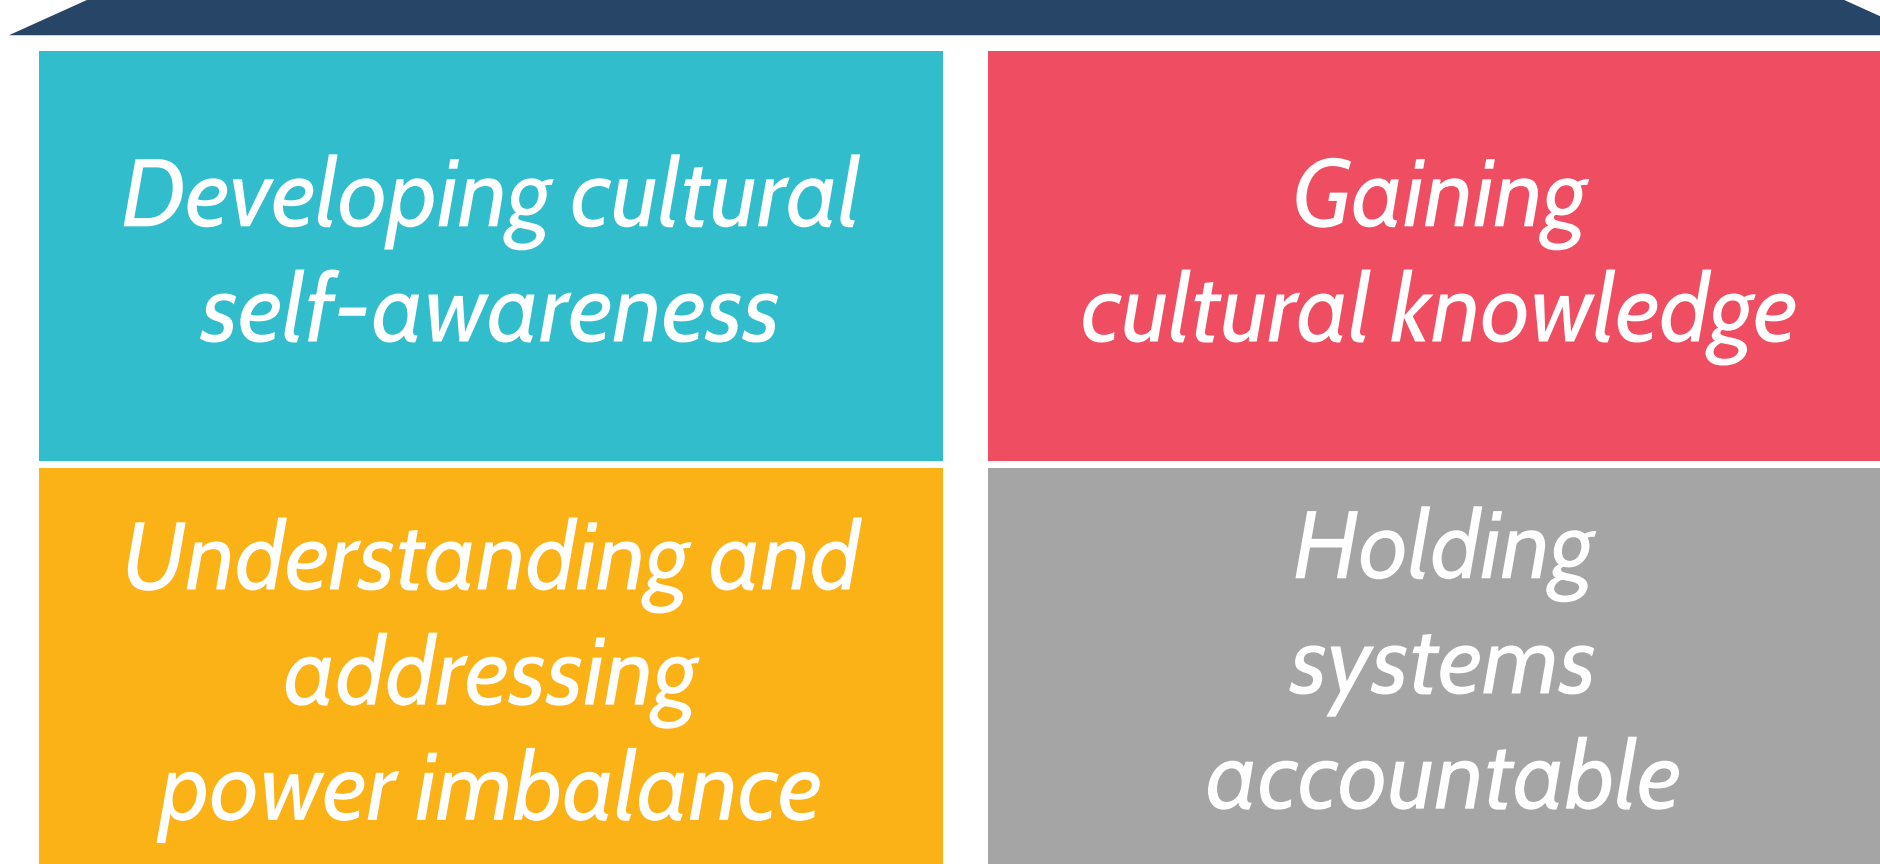 Developing cultural
self-awareness
Gaining
cultural knowledge
Understanding and
addressing
power imbalance
Holding
systems
accountable